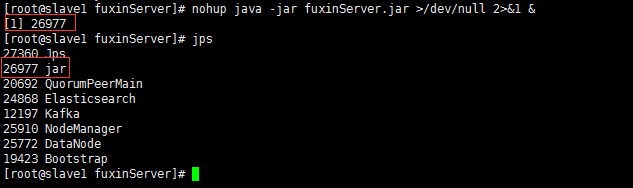 [root@slave1 fuxinServer]# nohup java -jar fuxinServer.jar >/dev/null 2>&1 &
[1] 26977
[root@slave1 fuxinServer]# jps
27360 Jps
26977 jar
20692 QuorumPeerMain
24868 Elasticsearch
12197 Kafka
25910 NodeManager
25772 DataNode
19423 Bootstrap
[root@slave1 fuxinServer]#